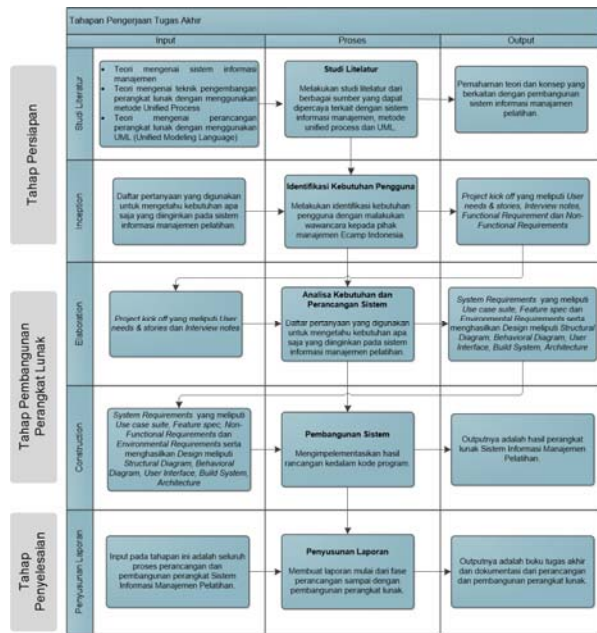 Tahapan Pengerjaan Tugas Akhir
Input
Proses
Output
Tahap Persiapan
Studi Literatur
• Teori mengenai sistem informasi
manajemen
• Teori mengenai teknik pengembangan
perangkat lunak dengan menggunakan
metode Unified Process
• Teori mengenai perancangan
perangkat lunak dengan menggunakan
UML (Unified Modeling Language)
Studi Litelatur
Melakukan studi litelatur dari
berbagai sumber yang dapat
dipercaya terkait dengan sistem
informasi manajemen, metode
unified process dan UML.
Pemahaman teori dan konsep yang
berkaitan dengan pembangunan
sistem informasi manajamen
pelatihan.
Inception
Daftar pertanyaan yang digunakan
untuk mengetahu kebutuhan apa
saja yang diinginkan pada sistem
informasi manajemen pelatihan.
Identifikasi Kebutuhan Pengguna
Melakukan identifikasi kebutuhan
pengguna dengan malakukan
wawancara kepada pihak
manajemen Ecamp Indonesia.
Project kick off yang meliputi User
needs & stories, Interview notes,
Functional Requirement dan Non-
Functional Requirements
Tahap Pembangunan
Perangkat Lunak
Elaboration
Project kick off yang meliputi User
needs & stories dan Interview notes
Analisa Kebutuhan dan
Perancangan Sistem
Daftar pertanyaan yang digunakan
untuk mengetahu kebutuhan apa
saja yang diinginkan pada sistem
informasi manajemen pelatihan.
System Requirements yang meliputi
Use case suite, Feature spec dan
Environmental Requirements serta
menghasilkan Design meliputi Structural
Diagram, Behavioral Diagram, User
Interface, Build System, Architecture
Construction
System Requirements yang meliputi
Use case suite, Feature spec, Non-
Functional Requirements dan
Environmental Requirements serta
menghasilkan Design meliputi
Structural Diagram, Behavioral
Diagram, User Interface, Build System,
Architecture
Pembangunan Sistem
Mengimpelementasikan hasil
rancangan kedalam kode program.
Outputnya adalah hasil perangkat
lunak Sistem Informasi Manajemen
Pelatihan.
Tahap
Penyelesaian
Penyusunan Laporan
Input pada tahapan ini adalah seluruh
proses perancangan dan
pembangunan perangkat Sistem
Informasi Manajemen Pelatihan.
Penyusunan Laporan
Membuat laporan mulai dari fase
perancangan sampai dengan
pembangunan perangkat lunak.
Outputnya adalah buku tugas akhir
dan dokumentasi dari perancangan
dan pembangunan perangkat lunak.